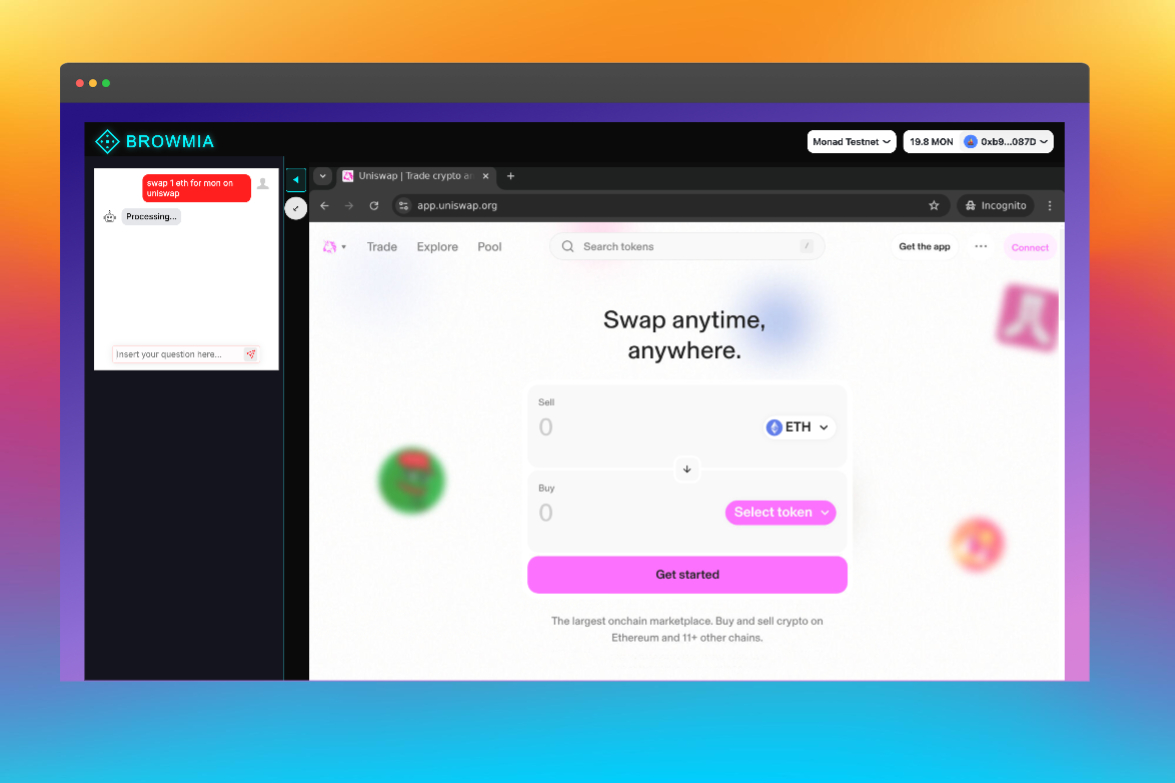 BROWMIA
Monad Testnet
19.8 MON 0xb9...087D
swap 1 eth for mon on
uniswap
Processing...
Insert your question here...
Uniswap | Trade crypto an
app.uniswap.org
Incognito
Trade Explore Pool
Search tokens /
Get the app
Connect
Swap anytime,
anywhere.
Sell
0 ETH
Buy
0 Select token
Get started
The largest onchain marketplace. Buy and sell crypto on
Ethereum and 11+ other chains.